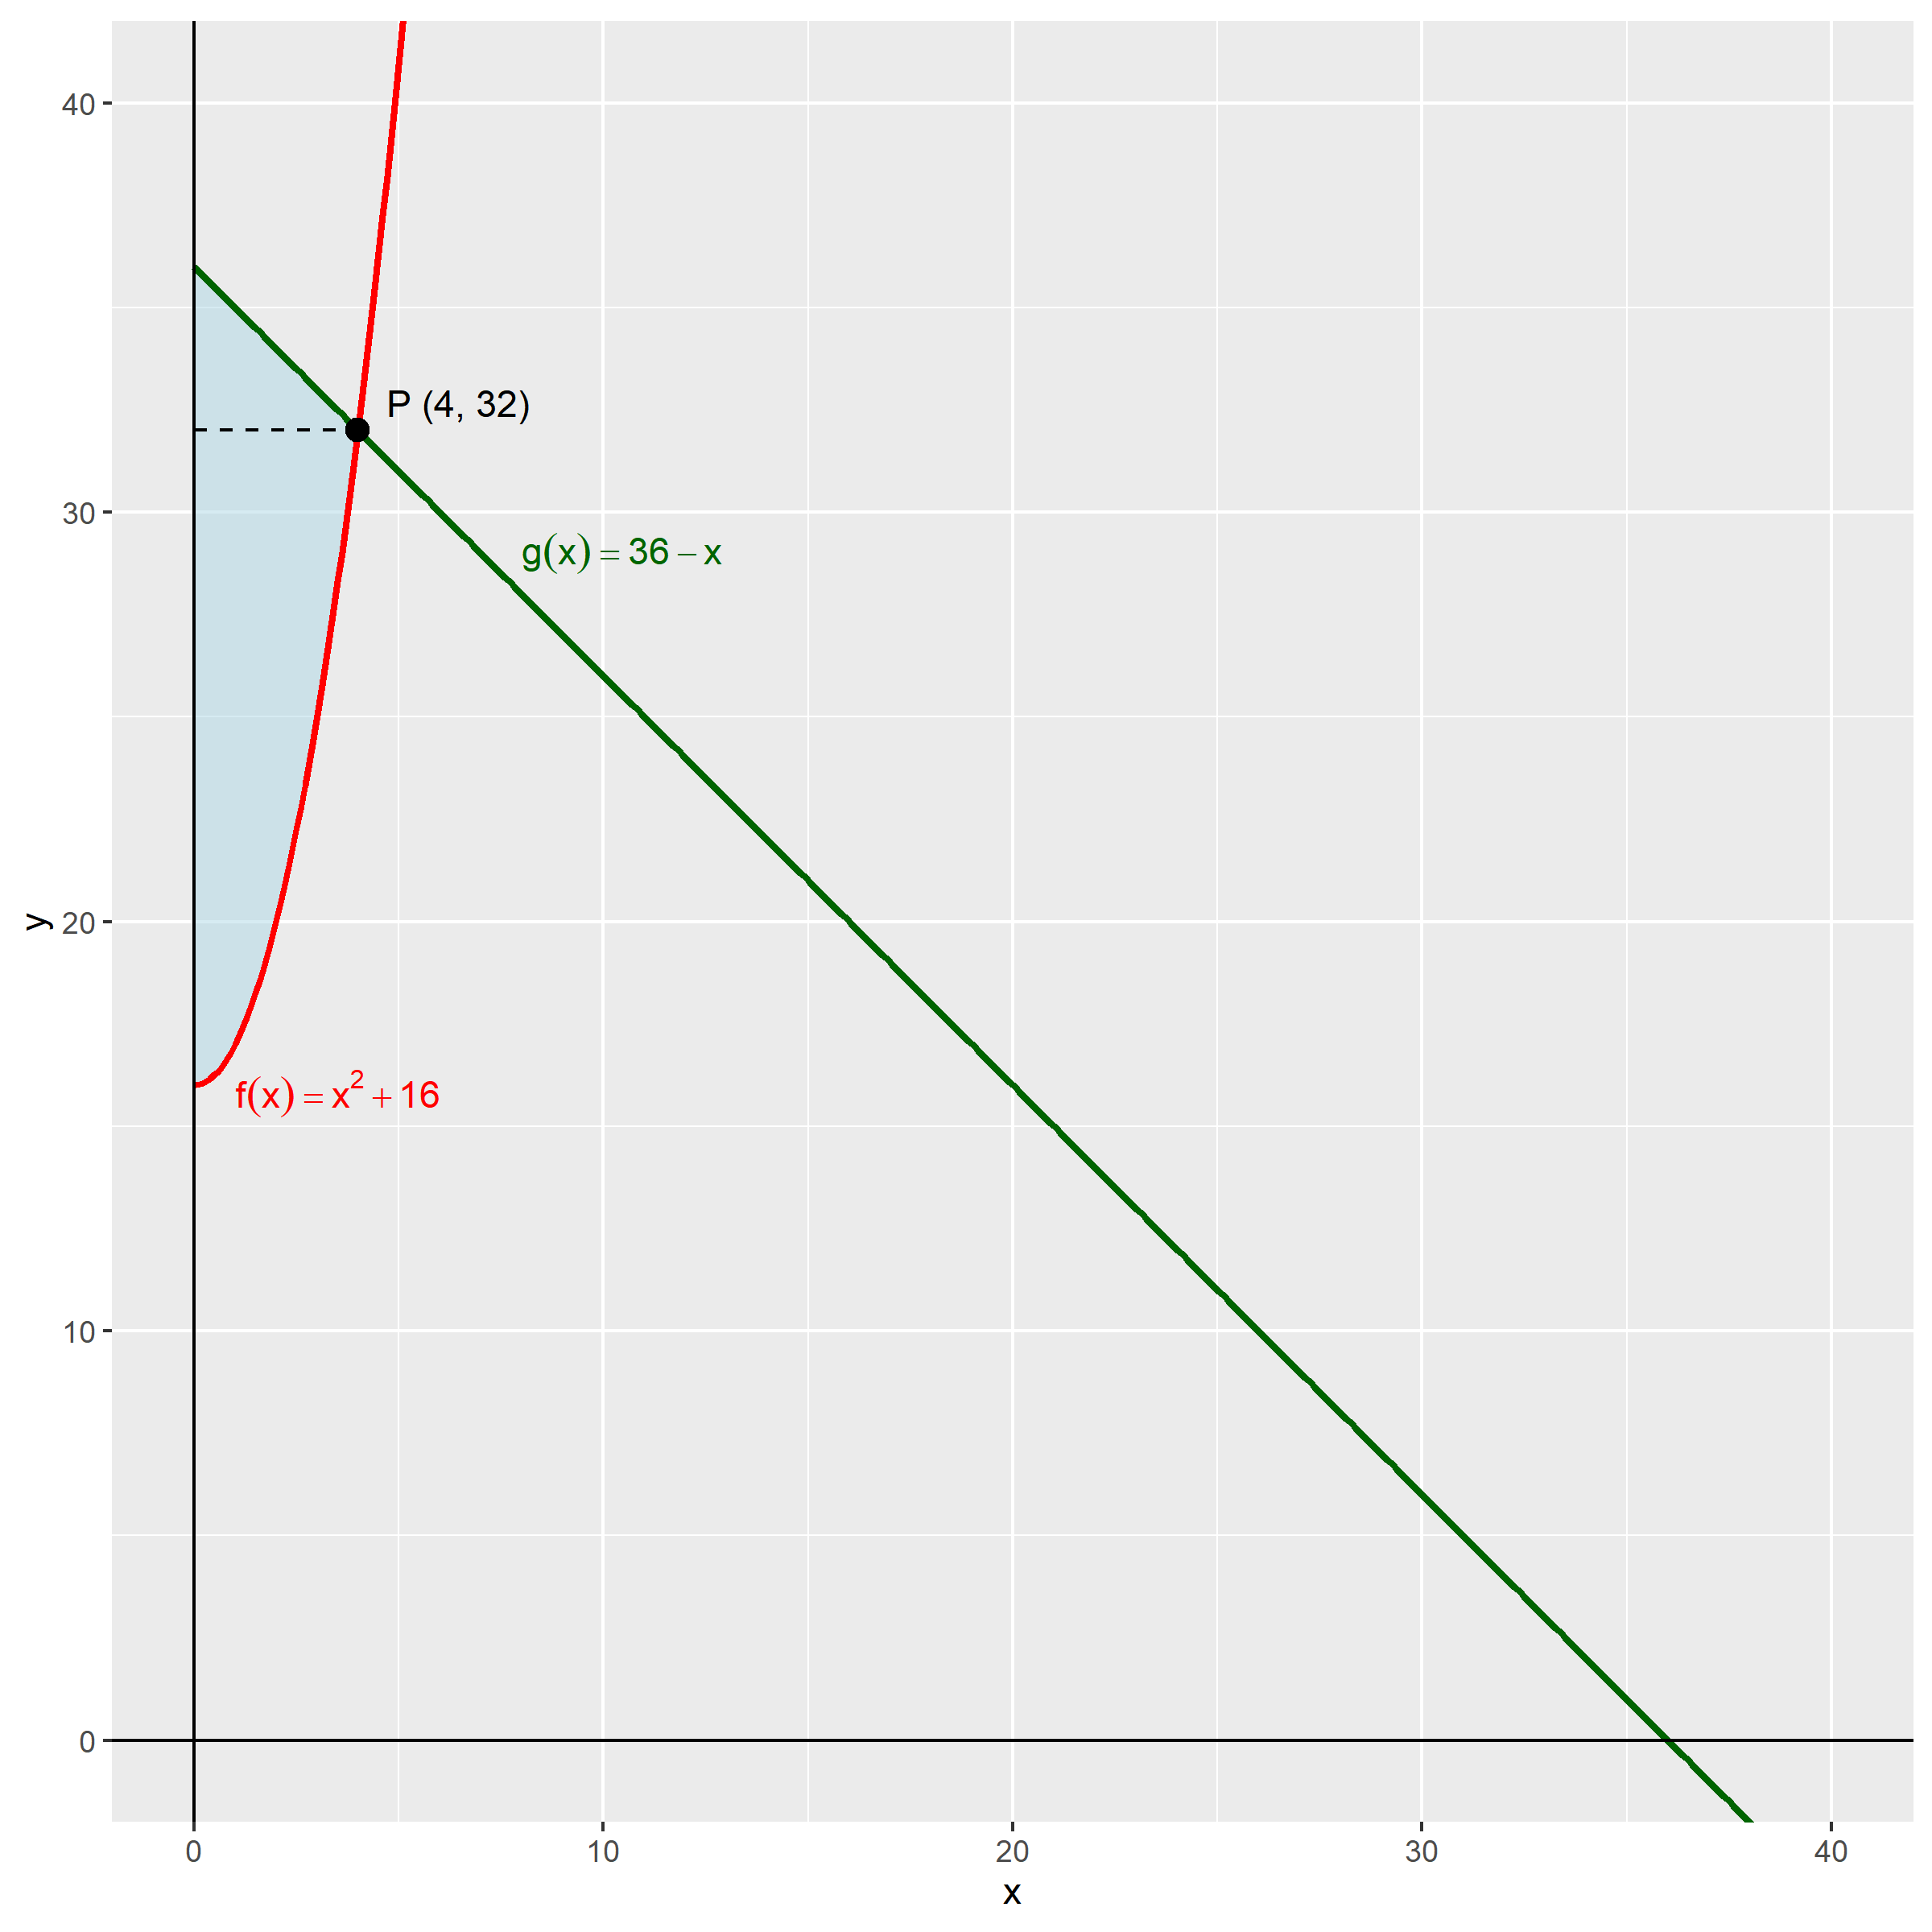 40
P (4, 32)
30
g(x) = 36 − x
y
20
f(x) = x² + 16
10
0
0 10 20 30 40
x